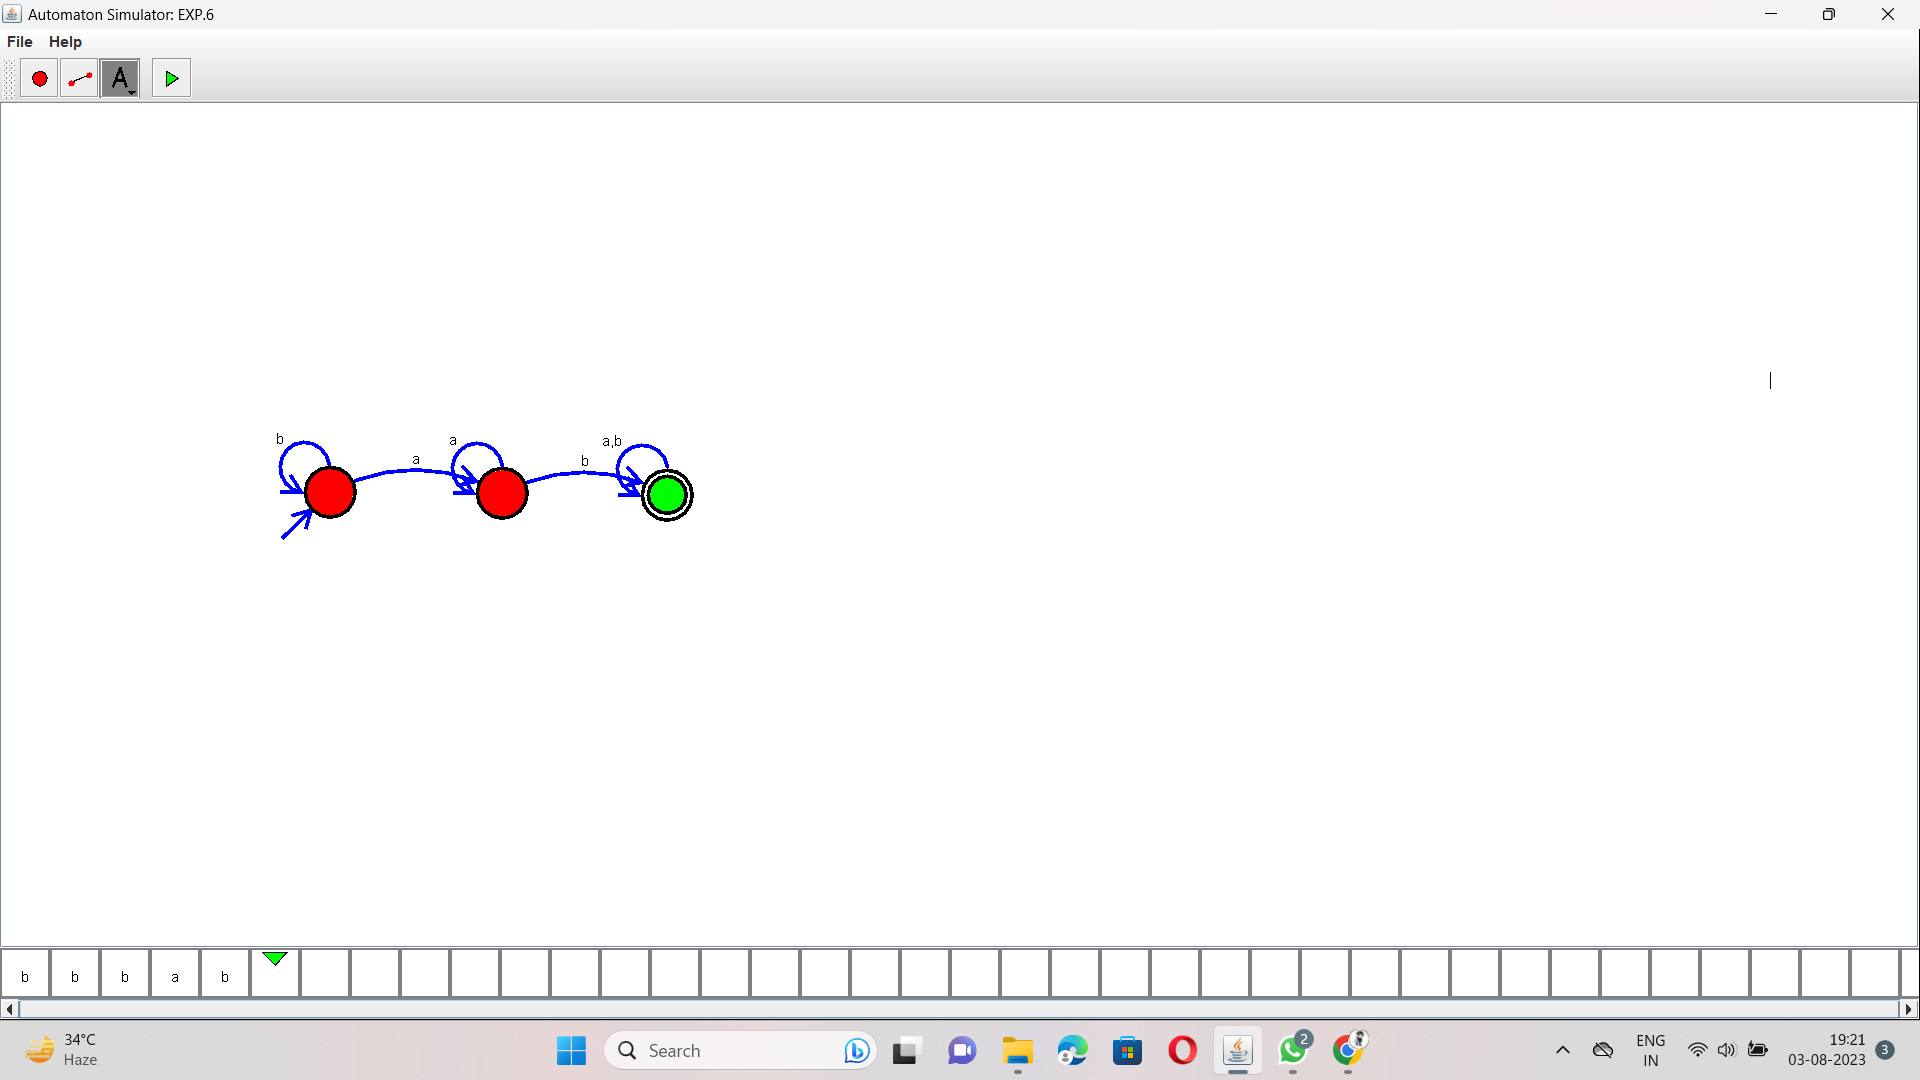 Automaton Simulator: EXP.6
File Help
A
b a a b a,b
b b b a b
34°C
Haze
Search
2
ENG
IN
19:21
03-08-2023
3